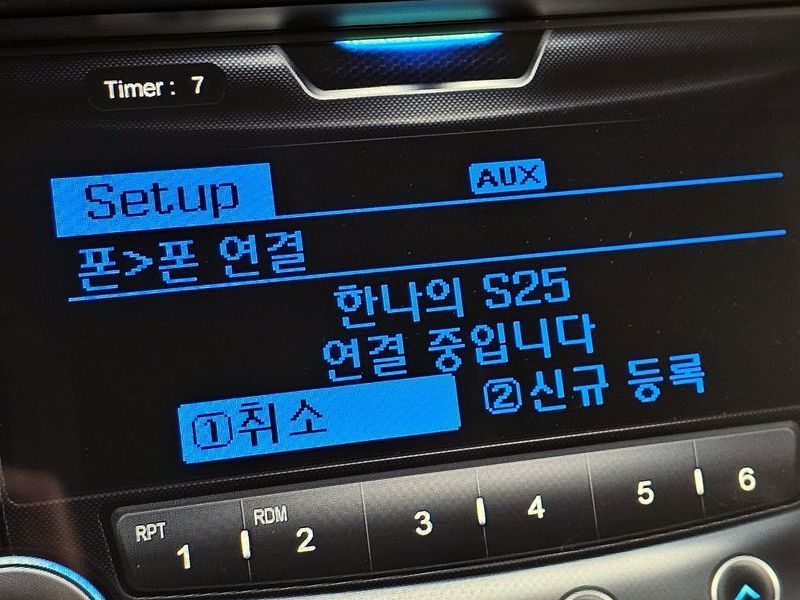 Timer : 7
Setup AUX
폰>폰 연결
한나의 S25
연결 중입니다
①취소 ②신규 등록
RPT 1 RDM 2 3 4 5 6